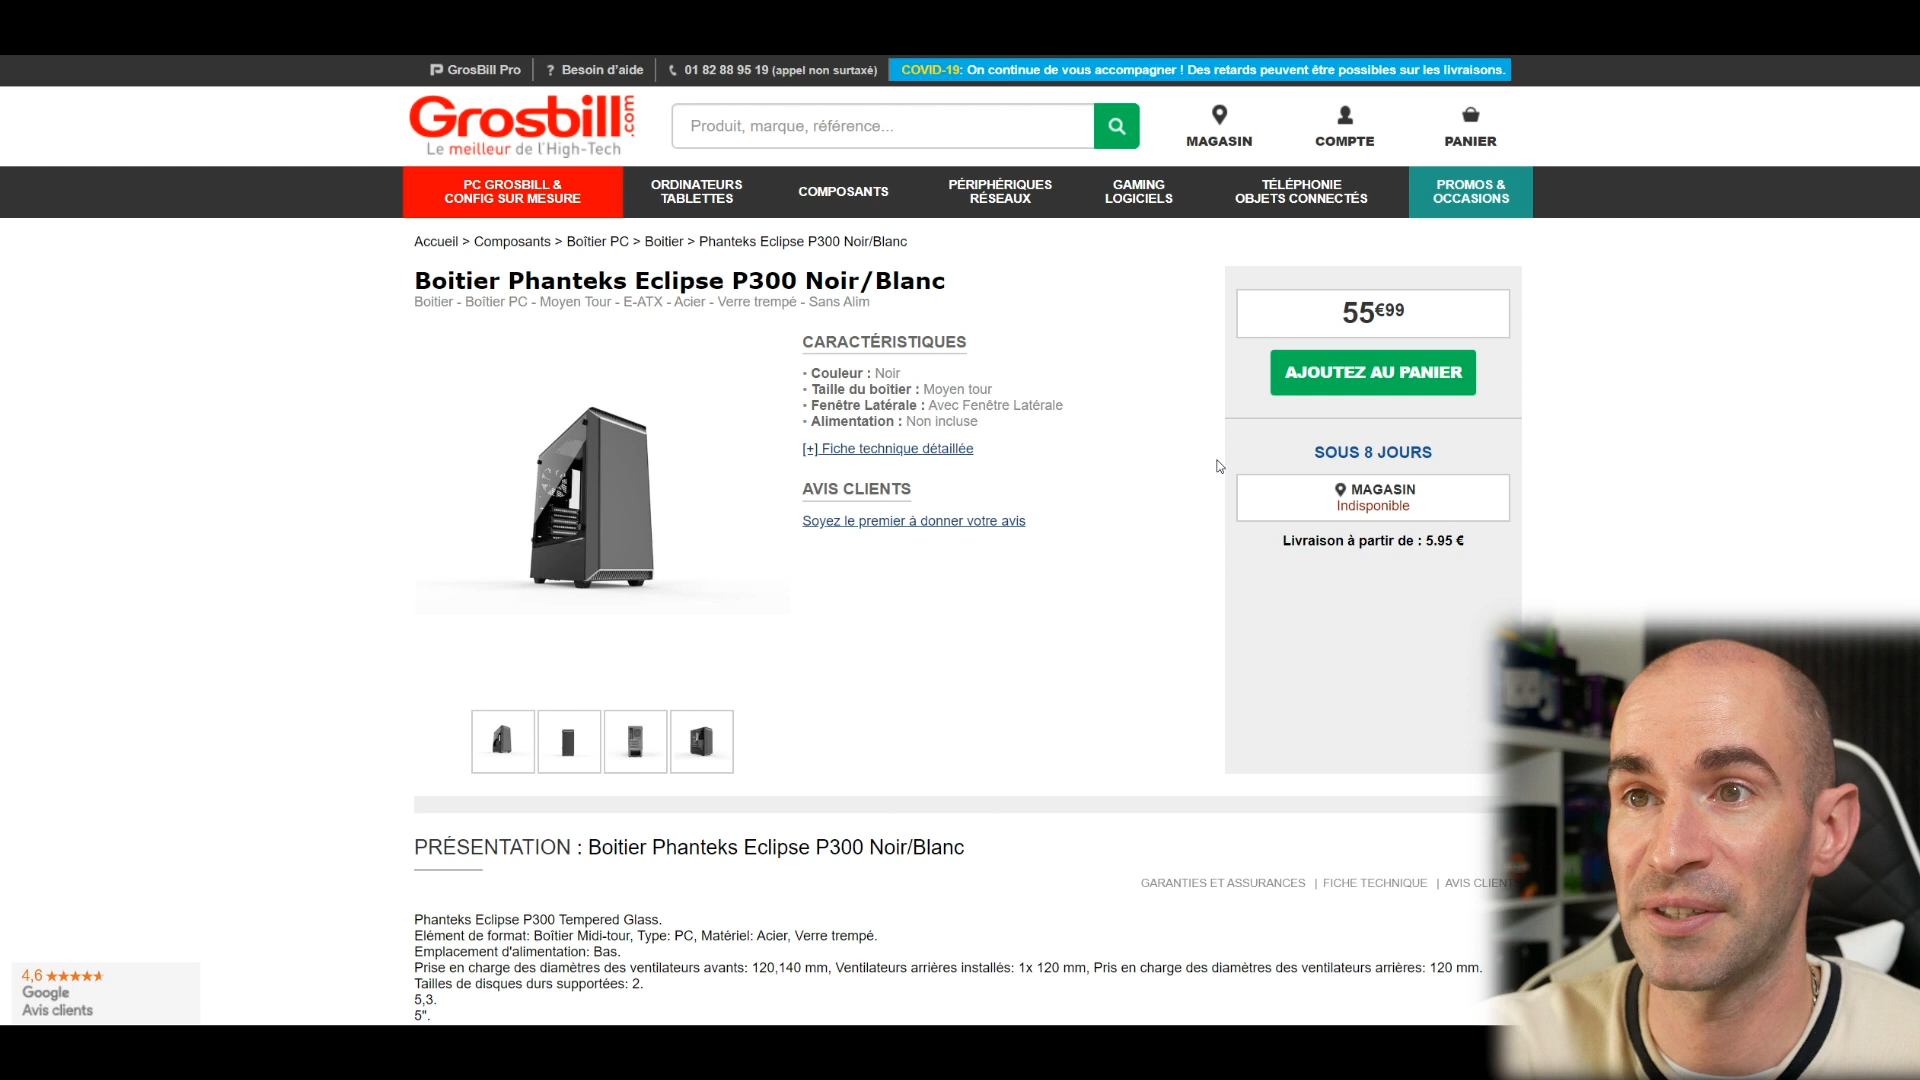 GrosBill Pro
? Besoin d'aide
01 82 88 95 19 (appel non surtaxé)
COVID-19: On continue de vous accompagner ! Des retards peuvent être possibles sur les livraisons.
Grosbill.com
Le meilleur de l'High-Tech
Produit, marque, référence...
MAGASIN
COMPTE
PANIER
PC GROSBILL &
CONFIG SUR MESURE
ORDINATEURS
TABLETTES
COMPOSANTS
PÉRIPHÉRIQUES
RÉSEAUX
GAMING
LOGICIELS
TÉLÉPHONIE
OBJETS CONNECTÉS
PROMOS &
OCCASIONS
Accueil > Composants > Boîtier PC > Boitier > Phanteks Eclipse P300 Noir/Blanc
Boitier Phanteks Eclipse P300 Noir/Blanc
Boitier - Boîtier PC - Moyen Tour - E-ATX - Acier - Verre trempé - Sans Alim
CARACTÉRISTIQUES
• Couleur : Noir
• Taille du boîtier : Moyen tour
• Fenêtre Latérale : Avec Fenêtre Latérale
• Alimentation : Non incluse
[+] Fiche technique détaillée
AVIS CLIENTS
Soyez le premier à donner votre avis
55€99
AJOUTEZ AU PANIER
SOUS 8 JOURS
MAGASIN
Indisponible
Livraison à partir de : 5.95 €
PRÉSENTATION : Boitier Phanteks Eclipse P300 Noir/Blanc
GARANTIES ET ASSURANCES | FICHE TECHNIQUE | AVIS CLIENT
Phanteks Eclipse P300 Tempered Glass.
Elément de format: Boîtier Midi-tour, Type: PC, Matériel: Acier, Verre trempé.
Emplacement d'alimentation: Bas.
Prise en charge des diamètres des ventilateurs avants: 120,140 mm, Ventilateurs arrières installés: 1x 120 mm, Pris en charge des diamètres des ventilateurs arrières: 120 mm.
Tailles de disques durs supportées: 2.
5,3.
5".
4,6
Google
Avis clients